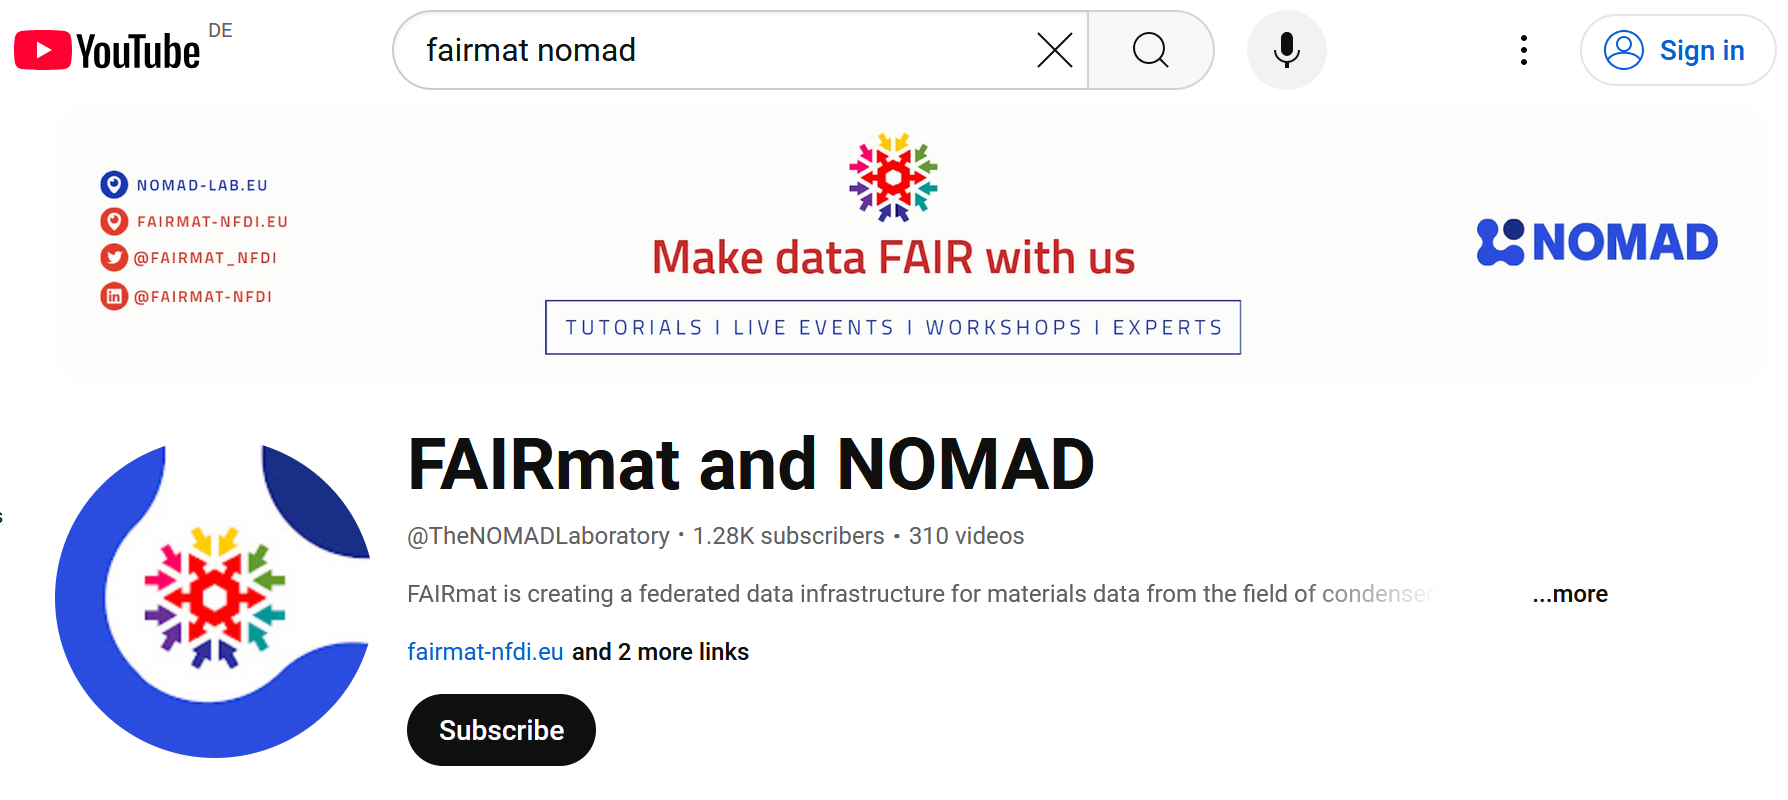 YouTube DE
fairmat nomad
Sign in
NOMAD-LAB.EU
FAIRMAT-NFDI.EU
@FAIRMAT_NFDI
@FAIRMAT-NFDI
Make data FAIR with us
TUTORIALS I LIVE EVENTS I WORKSHOPS I EXPERTS
NOMAD
FAIRmat and NOMAD
@TheNOMADLaboratory • 1.28K subscribers • 310 videos
FAIRmat is creating a federated data infrastructure for materials data from the field of condensed ...more
fairmat-nfdi.eu and 2 more links
Subscribe